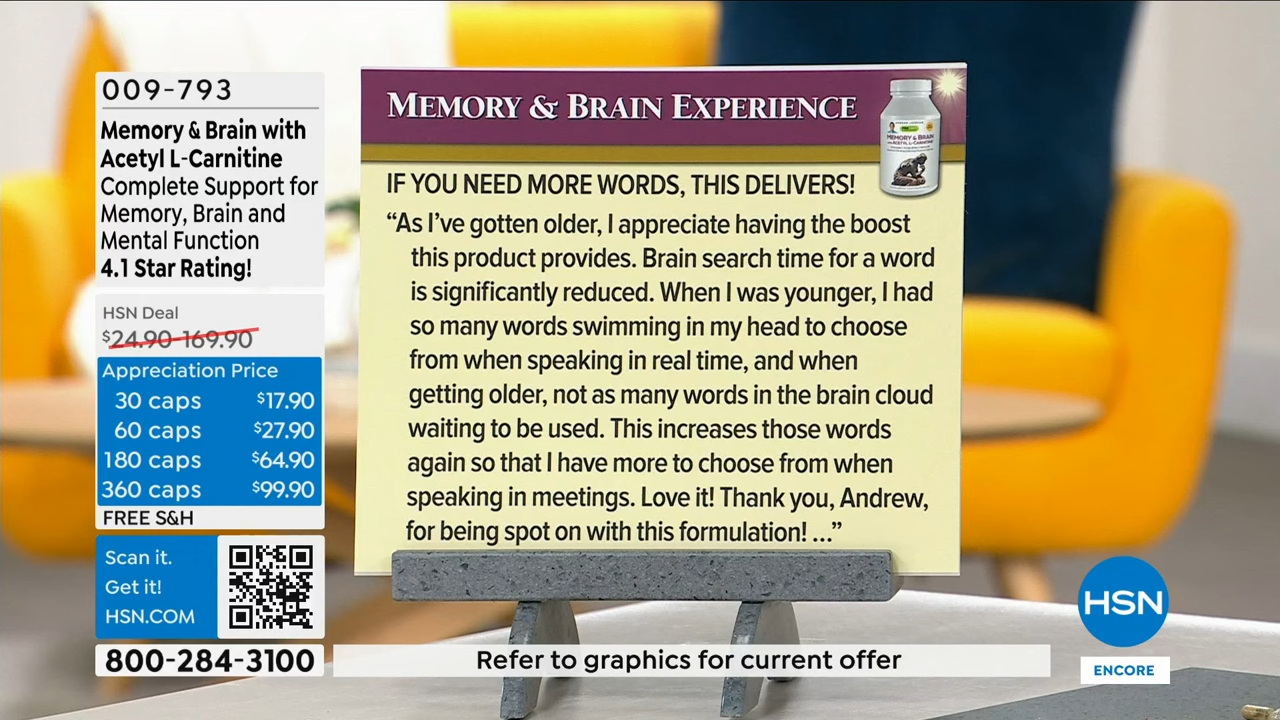 009-793
Memory & Brain with
Acetyl L-Carnitine
Complete Support for
Memory, Brain and
Mental Function
4.1 Star Rating!
HSN Deal
$24.90-169.90
Appreciation Price
30 caps $17.90
60 caps $27.90
180 caps $64.90
360 caps $99.90
FREE S&H
Scan it.
Get it!
HSN.COM
800-284-3100
MEMORY & BRAIN EXPERIENCE
MEMORY & BRAIN
ACETYL L-CARNITINE
IF YOU NEED MORE WORDS, THIS DELIVERS!
“As I’ve gotten older, I appreciate having the boost
this product provides. Brain search time for a word
is significantly reduced. When I was younger, I had
so many words swimming in my head to choose
from when speaking in real time, and when
getting older, not as many words in the brain cloud
waiting to be used. This increases those words
again so that I have more to choose from when
speaking in meetings. Love it! Thank you, Andrew,
for being spot on with this formulation! ...”
Refer to graphics for current offer
HSN
ENCORE